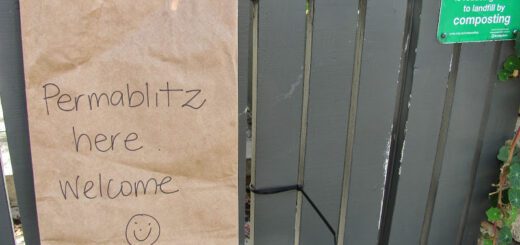 Permablitz
here.
Welcome
to landfill by
composting